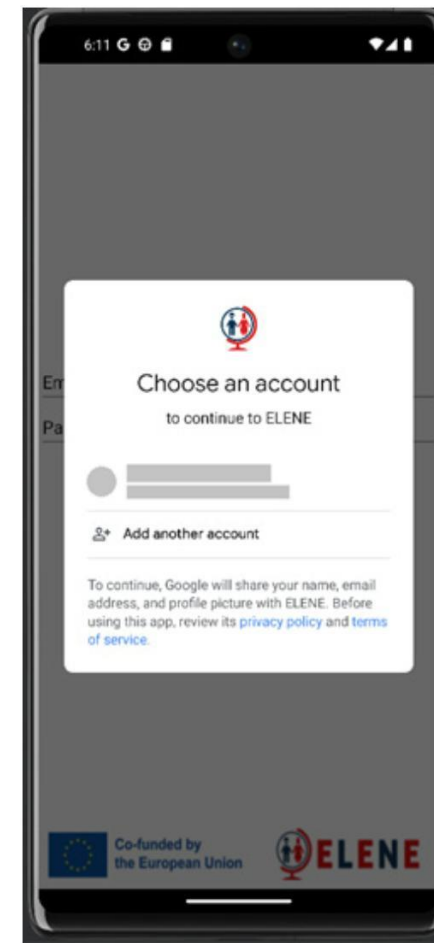 6:11
Choose an account
to continue to ELENE
Em
Pa
Add another account
To continue, Google will share your name, email
address, and profile picture with ELENE. Before
using this app, review its privacy policy and terms
of service.
Co-funded by
the European Union
ELENE